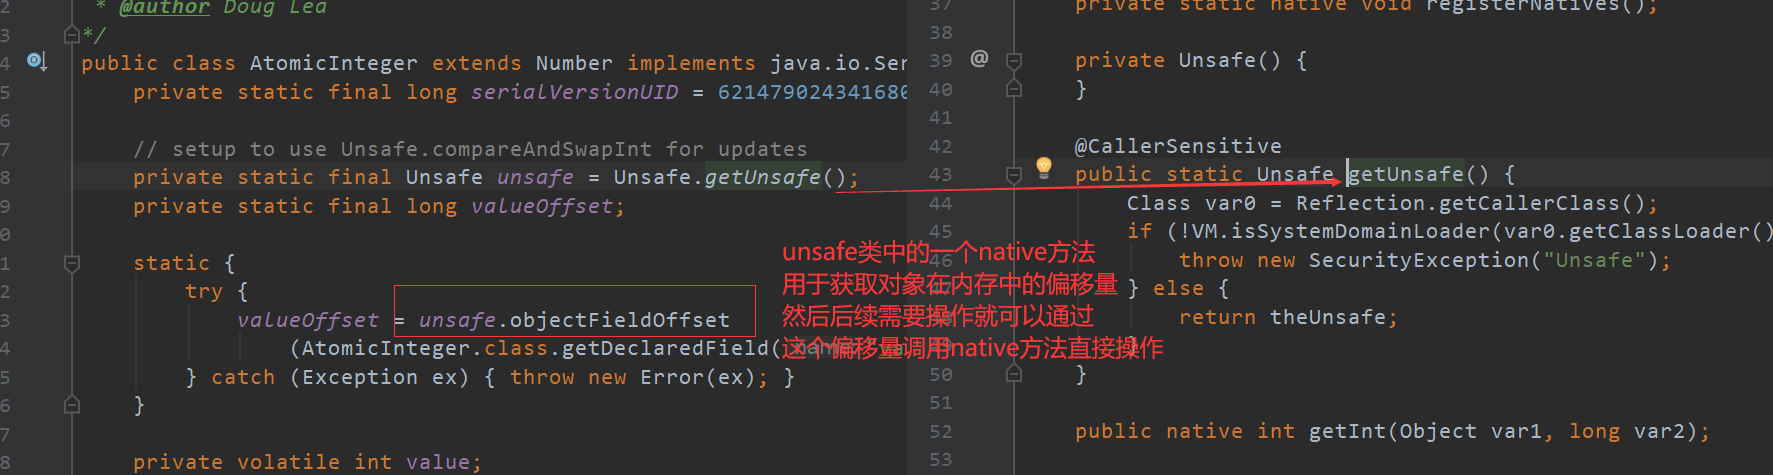 2
 * @author Doug Lea
3
*/
4
public class AtomicInteger extends Number implements java.io.Ser
5
private static final long serialVersionUID = 621479024341680
6
7
// setup to use Unsafe.compareAndSwapInt for updates
8
private static final Unsafe unsafe = Unsafe.getUnsafe();
9
private static final long valueOffset;
0
1
static {
2
try {
3
valueOffset = unsafe.objectFieldOffset
4
(AtomicInteger.class.getDeclaredField(
5
} catch (Exception ex) { throw new Error(ex); }
6
}
7
8
private volatile int value;
unsafe类中的一个native方法
用于获取对象在内存中的偏移量
然后后续需要操作就可以通过
这个偏移量调用native方法直接操作
37
private static native void registerNatives();
38
39
@
private Unsafe() {
40
}
41
42
@CallerSensitive
43
public static Unsafe getUnsafe() {
44
Class var0 = Reflection.getCallerClass();
45
if (!VM.isSystemDomainLoader(var0.getClassLoader()
46
throw new SecurityException("Unsafe");
} else {
return theUnsafe;
50
}
51
52
public native int getInt(Object var1, long var2);
53